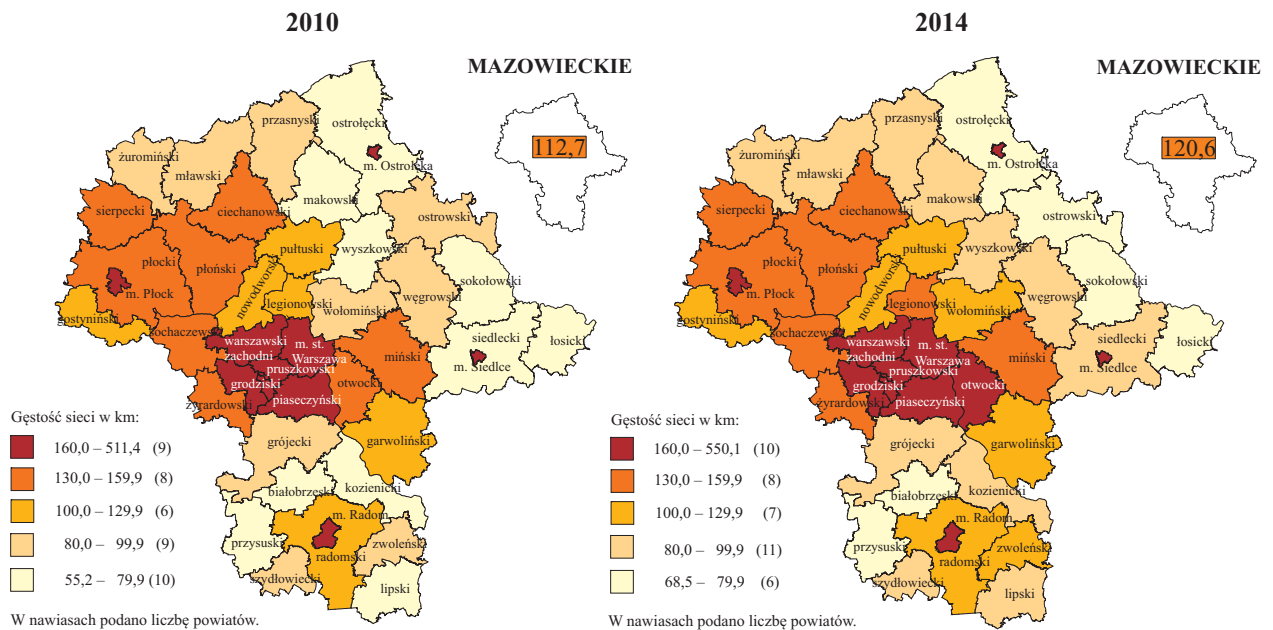 2010
MAZOWIECKIE
112,7
przasnyski
ostrołęcki
m. Ostrołęka
żuromiński
mławski
makowski
ostrowski
sierpecki
ciechanowski
pułtuski
wyszkowski
płocki
płoński
m. Płock
nowodworski
legionowski
wołomiński
węgrowski
sokołowski
gostyniński
sochaczewski
warszawski
zachodni
m. st.
Warszawa
pruszkowski
miński
siedlecki
m. Siedlce
łosicki
grodziski
otwocki
żyrardowski
piaseczyński
grójecki
garwoliński
białobrzeski
kozienicki
m. Radom
przysuski
radomski
zwoleński
szydłowiecki
lipski
Gęstość sieci w km:
160,0 – 511,4 (9)
130,0 – 159,9 (8)
100,0 – 129,9 (6)
80,0 – 99,9 (9)
55,2 – 79,9 (10)
W nawiasach podano liczbę powiatów.
2014
MAZOWIECKIE
120,6
przasnyski
ostrołęcki
m. Ostrołęka
żuromiński
mławski
makowski
ostrowski
sierpecki
ciechanowski
pułtuski
wyszkowski
płocki
płoński
m. Płock
nowodworski
legionowski
wołomiński
węgrowski
sokołowski
gostyniński
sochaczewski
warszawski
zachodni
m. st.
Warszawa
pruszkowski
miński
siedlecki
m. Siedlce
łosicki
grodziski
otwocki
żyrardowski
piaseczyński
grójecki
garwoliński
białobrzeski
kozienicki
m. Radom
przysuski
radomski
zwoleński
szydłowiecki
lipski
Gęstość sieci w km:
160,0 – 550,1 (10)
130,0 – 159,9 (8)
100,0 – 129,9 (7)
80,0 – 99,9 (11)
68,5 – 79,9 (6)
W nawiasach podano liczbę powiatów.